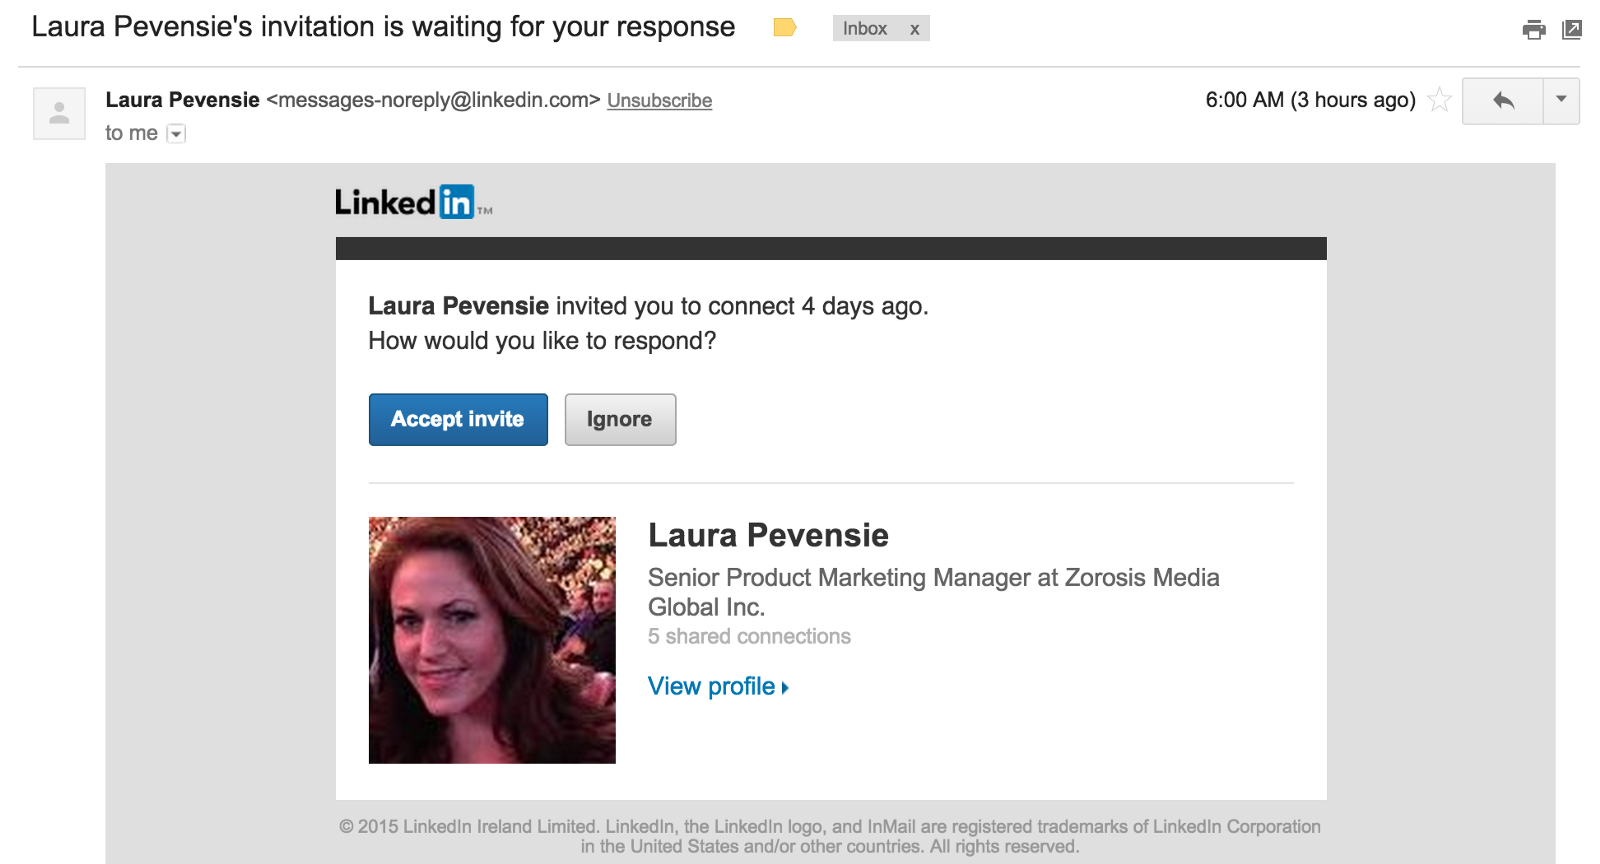 Laura Pevensie's invitation is waiting for your response
Inbox x
Laura Pevensie <messages-noreply@linkedin.com> Unsubscribe
6:00 AM (3 hours ago)
to me
Linked in TM
Laura Pevensie invited you to connect 4 days ago.
How would you like to respond?
Accept invite
Ignore
Laura Pevensie
Senior Product Marketing Manager at Zorosis Media
Global Inc.
5 shared connections
View profile
© 2015 LinkedIn Ireland Limited. LinkedIn, the LinkedIn logo, and InMail are registered trademarks of LinkedIn Corporation
in the United States and/or other countries. All rights reserved.